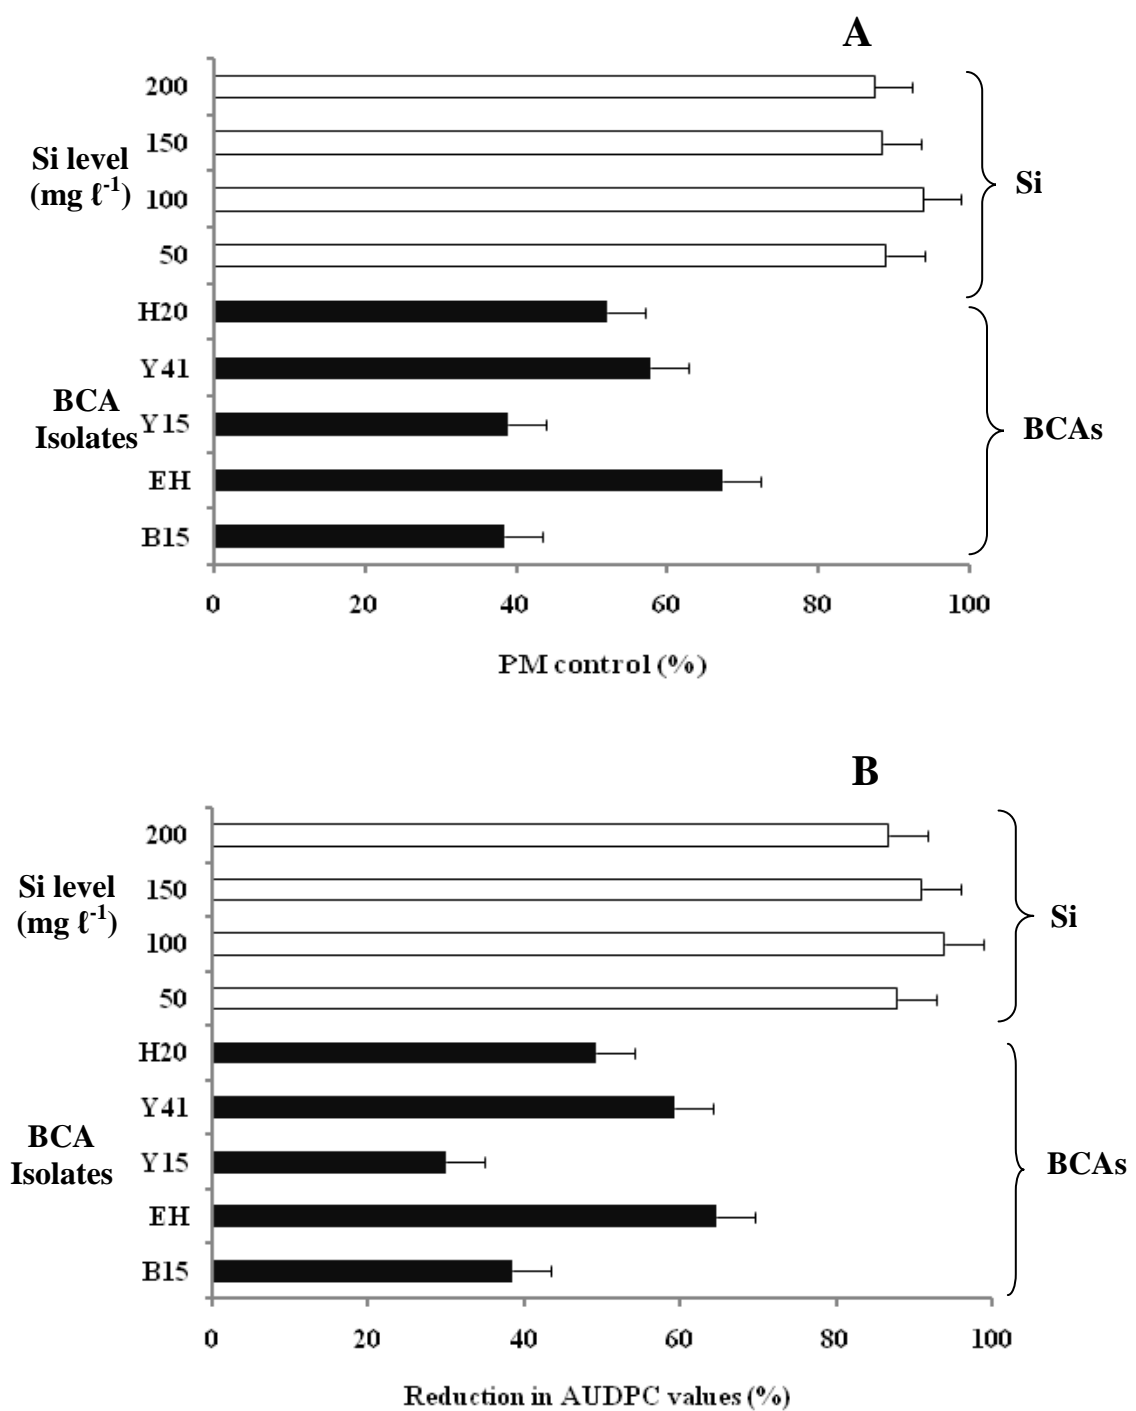 A
200
150
Si level
(mg ℓ-1)
100
50
Si
H20
Y41
BCA
Isolates
Y15
EH
B15
BCAs
0 20 40 60 80 100
PM control (%)
B
200
150
Si level
(mg ℓ-1)
100
50
Si
H20
Y41
BCA
Isolates
Y15
EH
B15
BCAs
0 20 40 60 80 100
Reduction in AUDPC values (%)